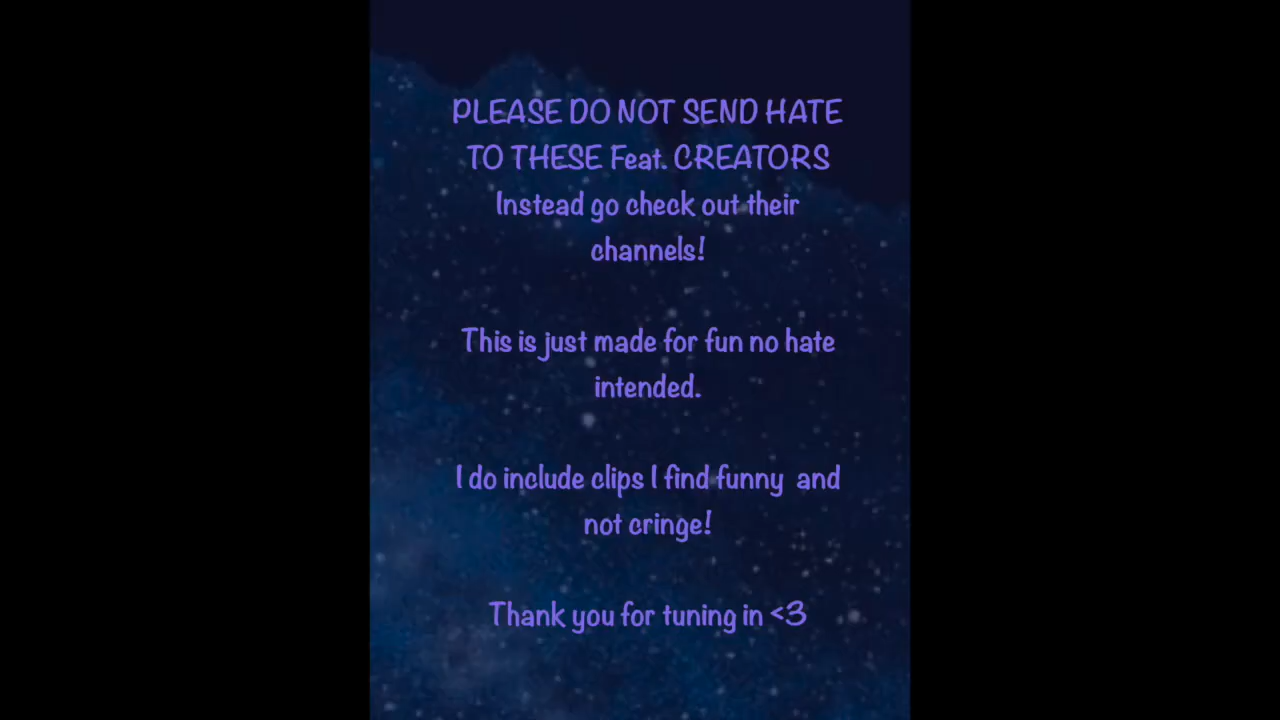 PLEASE DO NOT SEND HATE
TO THESE Feat. CREATORS
Instead go check out their
channels!
This is just made for fun no hate
intended.
I do include clips I find funny  and
not cringe!
Thank you for tuning in <3